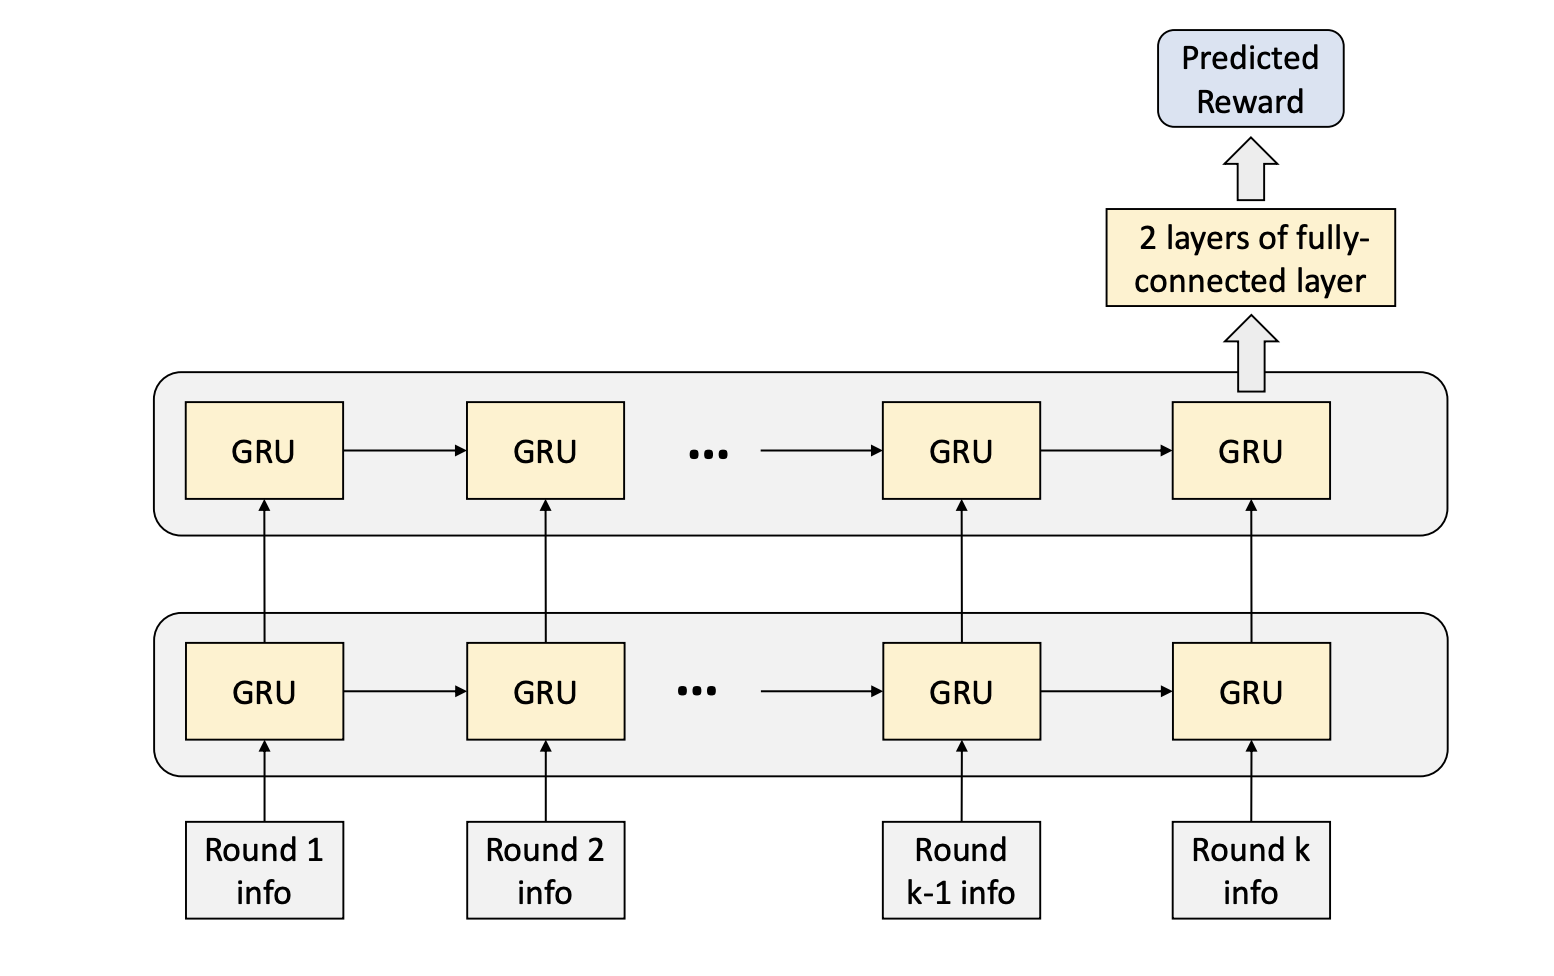 Predicted
Reward
2 layers of fully-
connected layer
GRU
GRU
...
GRU
GRU
GRU
GRU
...
GRU
GRU
Round 1
info
Round 2
info
Round
k-1 info
Round k
info